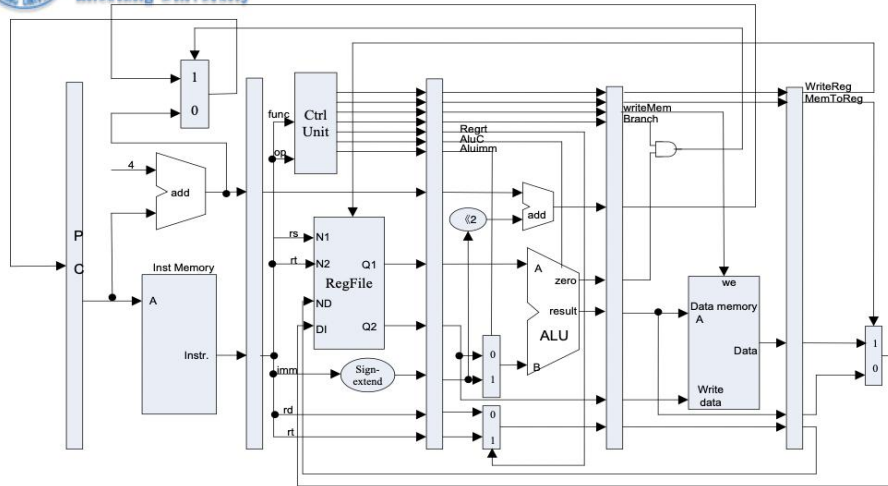 1
0
4
add
P
C
Inst Memory
A
Instr.
func
op
Ctrl
Unit
rs
rt
imm
rd
rt
N1
N2
RegFile
ND
DI
Q1
Q2
Sign-
extend
Regrt
AluC
Aluimm
《2
add
0
1
0
1
A
zero
result
ALU
B
writeMem
Branch
we
Data memory
A
Data
Write
data
WriteReg
MemToReg
1
0